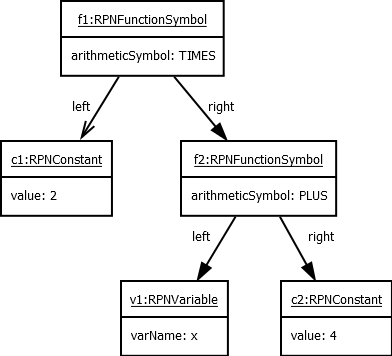 f1:RPNFunctionSymbol
arithmeticSymbol: TIMES
left
right
c1:RPNConstant
value: 2
f2:RPNFunctionSymbol
arithmeticSymbol: PLUS
left
right
v1:RPNVariable
varName: x
c2:RPNConstant
value: 4